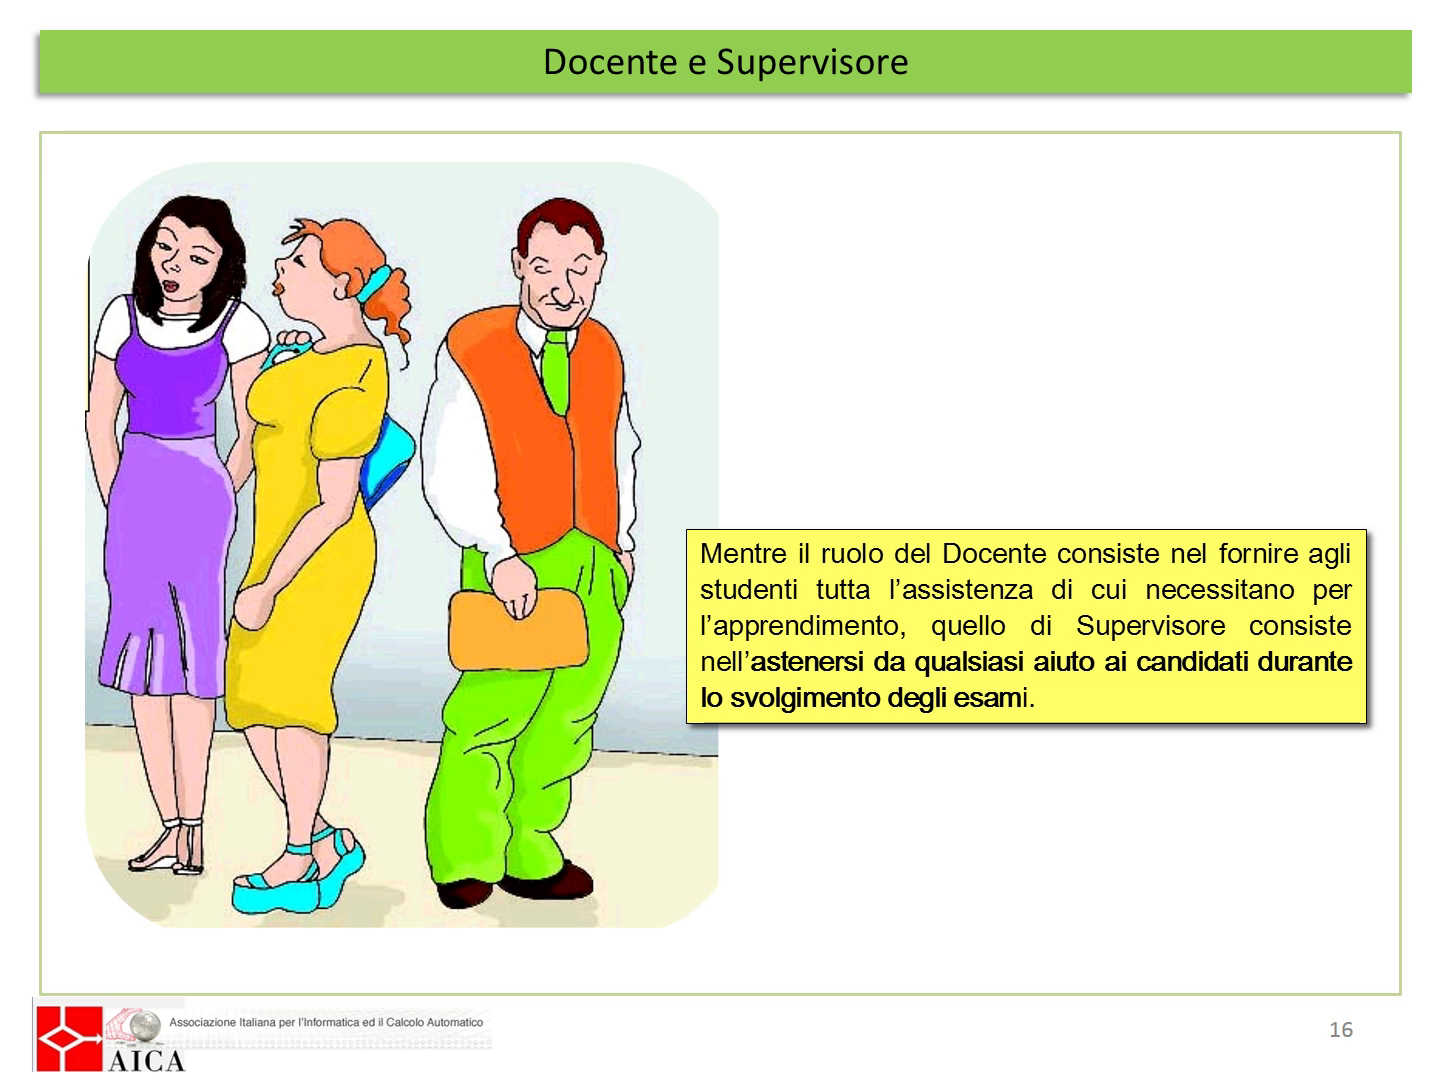 Docente e Supervisore
Mentre il ruolo del Docente consiste nel fornire agli
studenti tutta l’assistenza di cui necessitano per
l’apprendimento, quello di Supervisore consiste
nell’astenersi da qualsiasi aiuto ai candidati durante
lo svolgimento degli esami.
Associazione Italiana per l'Informatica ed il Calcolo Automatico
AICA
16